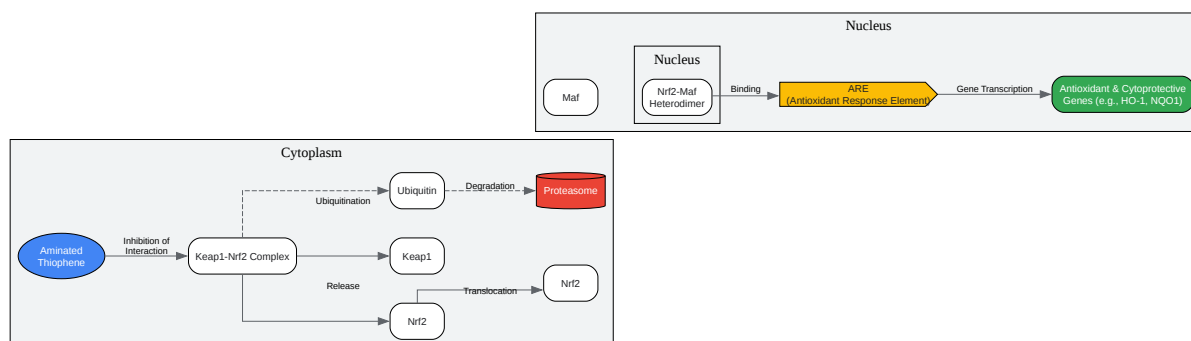 Nucleus
Nucleus
Maf
Nrf2-Maf
Heterodimer
Binding
ARE
(Antioxidant Response Element)
Gene Transcription
Antioxidant & Cytoprotective
Genes (e.g., HO-1, NQO1)
Cytoplasm
Ubiquitin
Degradation
Proteasome
Ubiquitination
Aminated
Thiophene
Inhibition of
Interaction
Keap1-Nrf2 Complex
Keap1
Release
Translocation
Nrf2
Nrf2